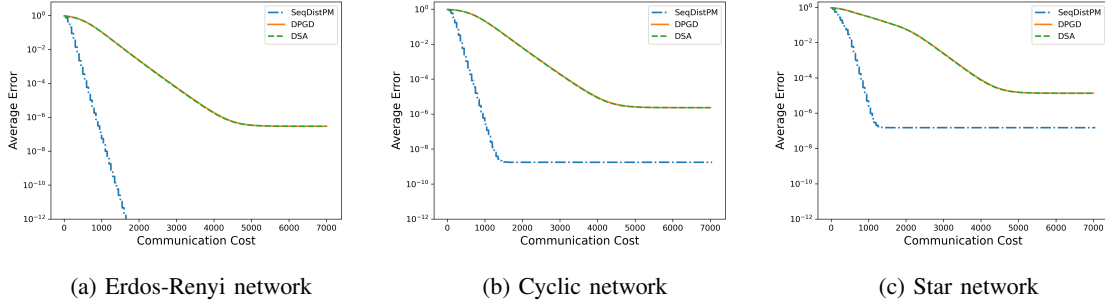 Average Error
10^0
10^-2
10^-4
10^-6
10^-8
10^-10
10^-12
SeqDistPM
DPGD
DSA
0 1000 2000 3000 4000 5000 6000 7000
Communication Cost
(a) Erdos-Renyi network
Average Error
10^0
10^-2
10^-4
10^-6
10^-8
10^-10
10^-12
SeqDistPM
DPGD
DSA
0 1000 2000 3000 4000 5000 6000 7000
Communication Cost
(b) Cyclic network
Average Error
10^0
10^-2
10^-4
10^-6
10^-8
10^-10
10^-12
SeqDistPM
DPGD
DSA
0 1000 2000 3000 4000 5000 6000 7000
Communication Cost
(c) Star network